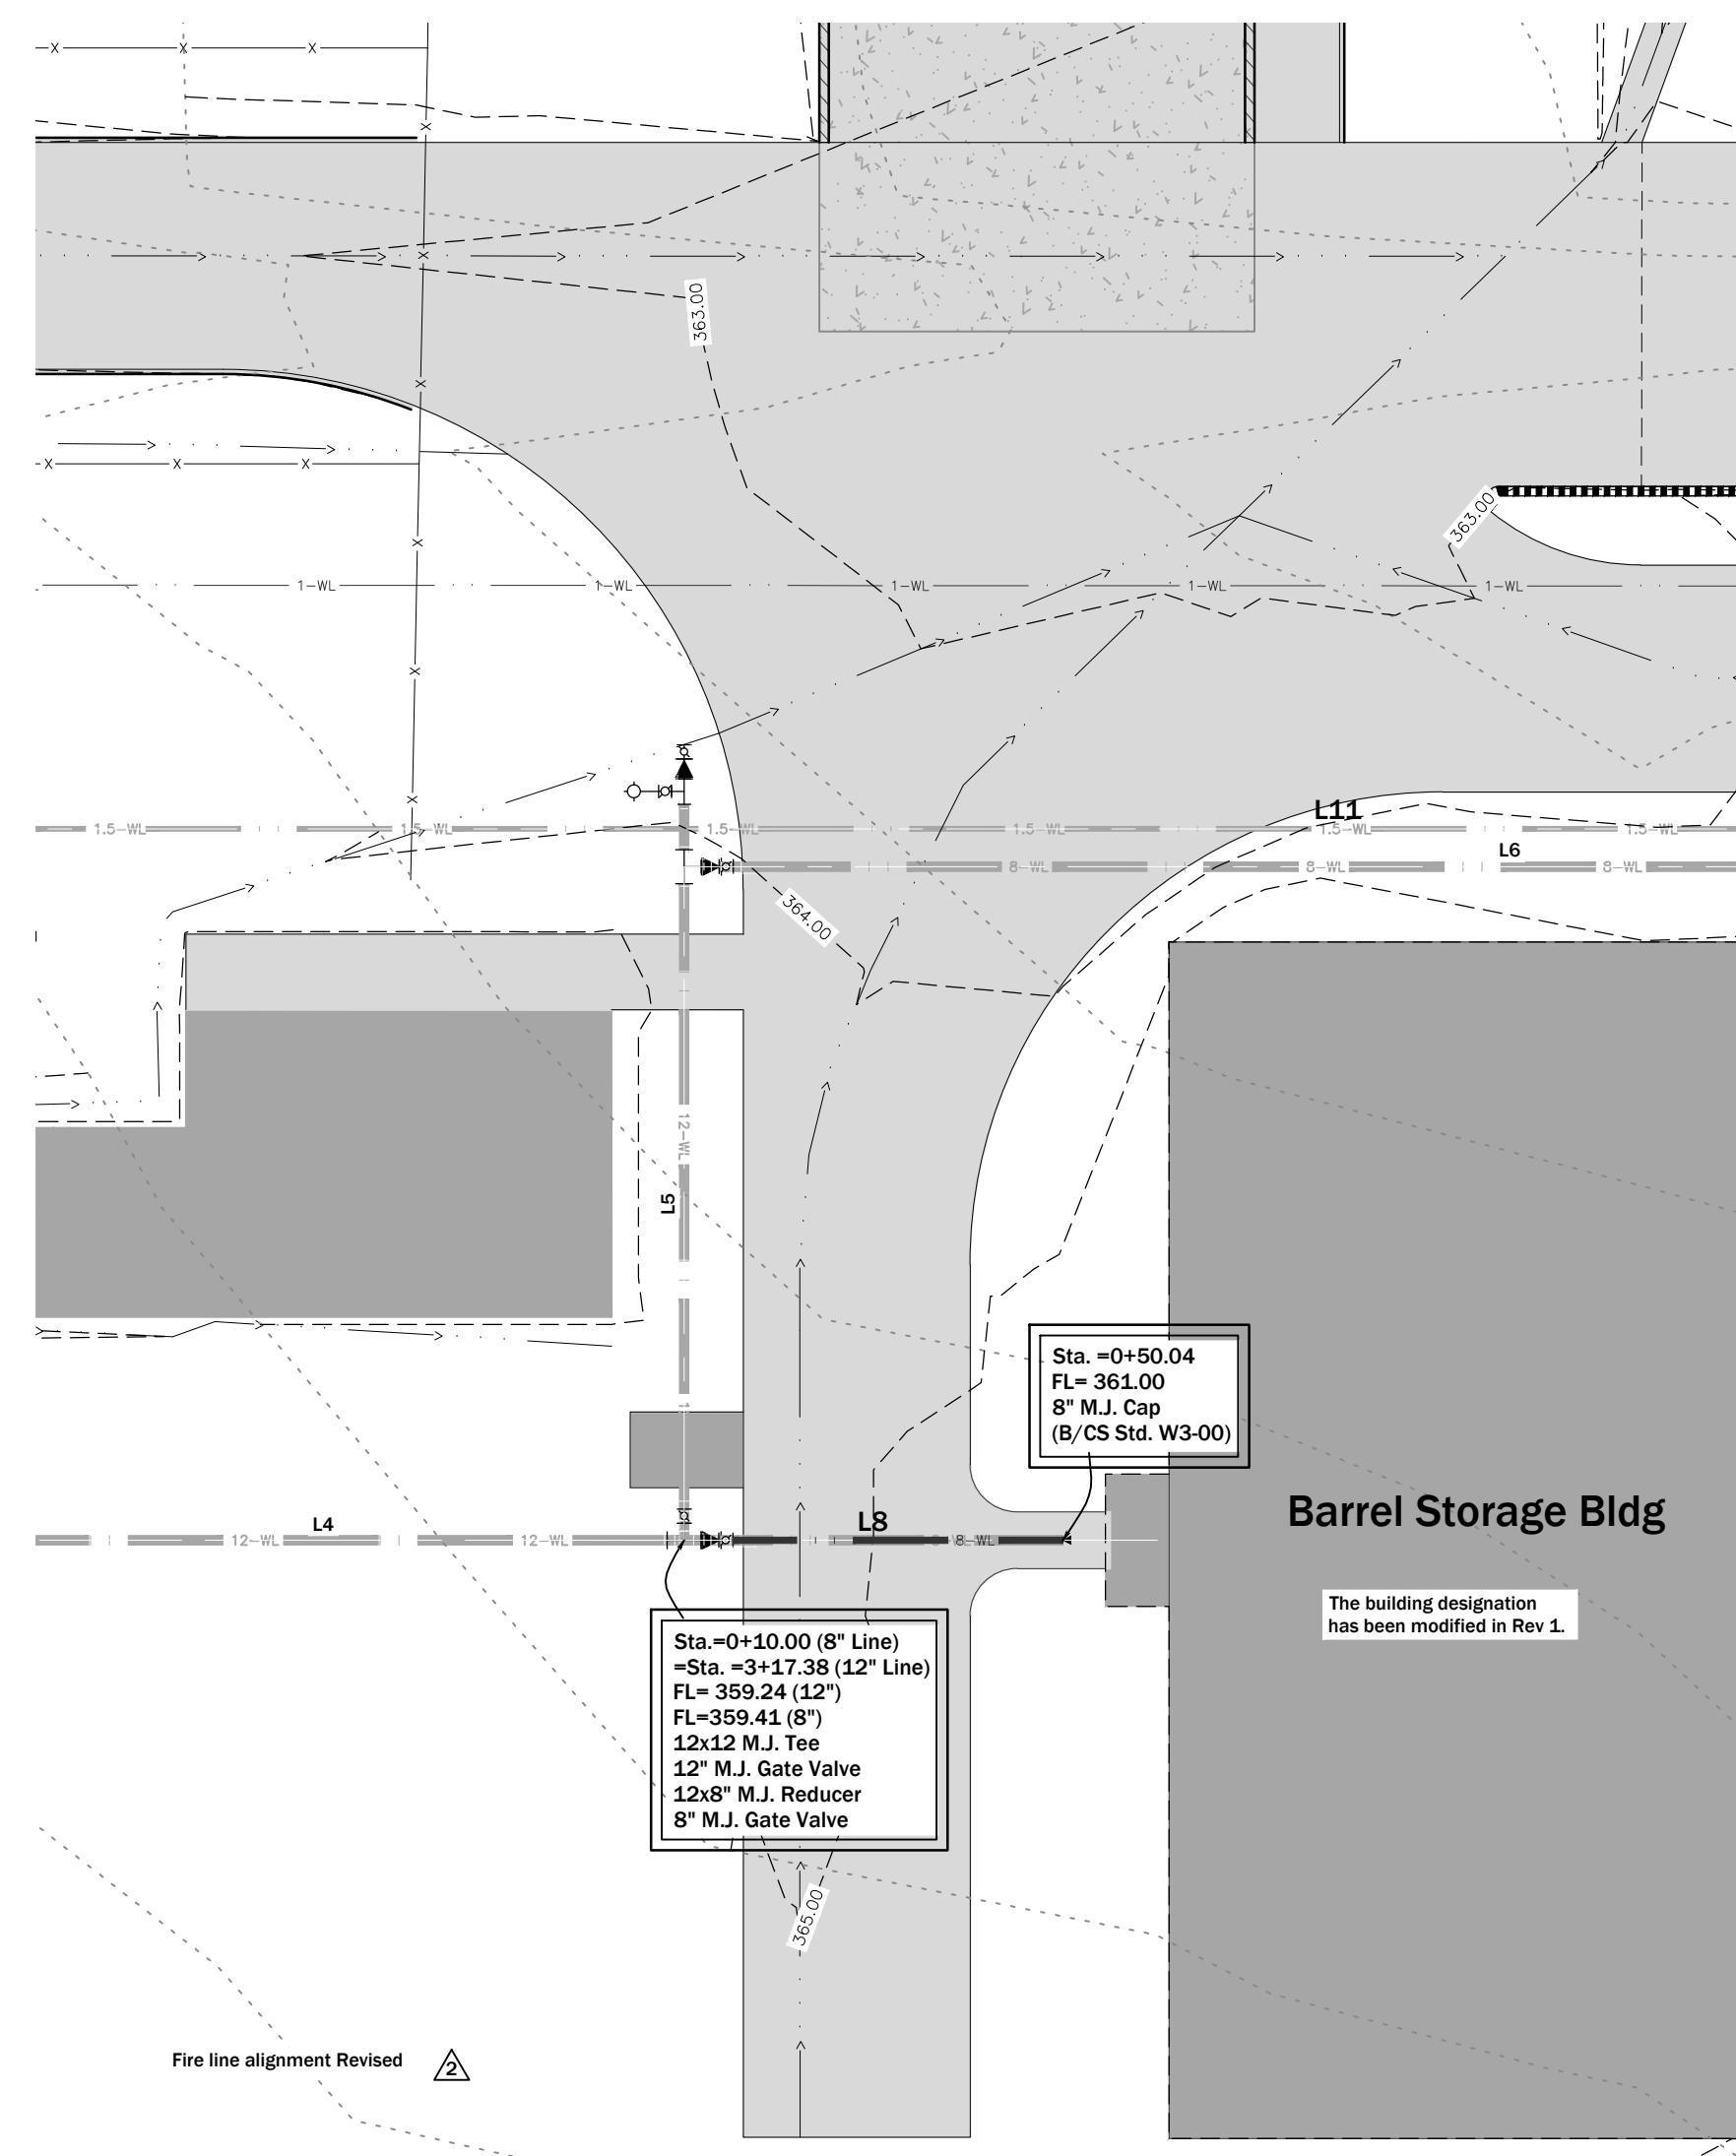 363.00
363.00
1-WL
1-WL
1-WL
1-WL
1-WL
L11
1.5-WL
1.5-WL
1.5-WL
1.5-WL
1.5-WL
1.5-WL
L6
8-WL
8-WL
8-WL
364.00
12-WL
L5
Sta. =0+50.04
FL= 361.00
8" M.J. Cap
(B/CS Std. W3-00)
Barrel Storage Bldg
L4
L8
12-WL
12-WL
8-WL
The building designation
has been modified in Rev 1.
Sta.=0+10.00 (8" Line)
=Sta. =3+17.38 (12" Line)
FL= 359.24 (12")
FL=359.41 (8")
12x12 M.J. Tee
12" M.J. Gate Valve
12x8" M.J. Reducer
8" M.J. Gate Valve
365.00
Fire line alignment Revised
2